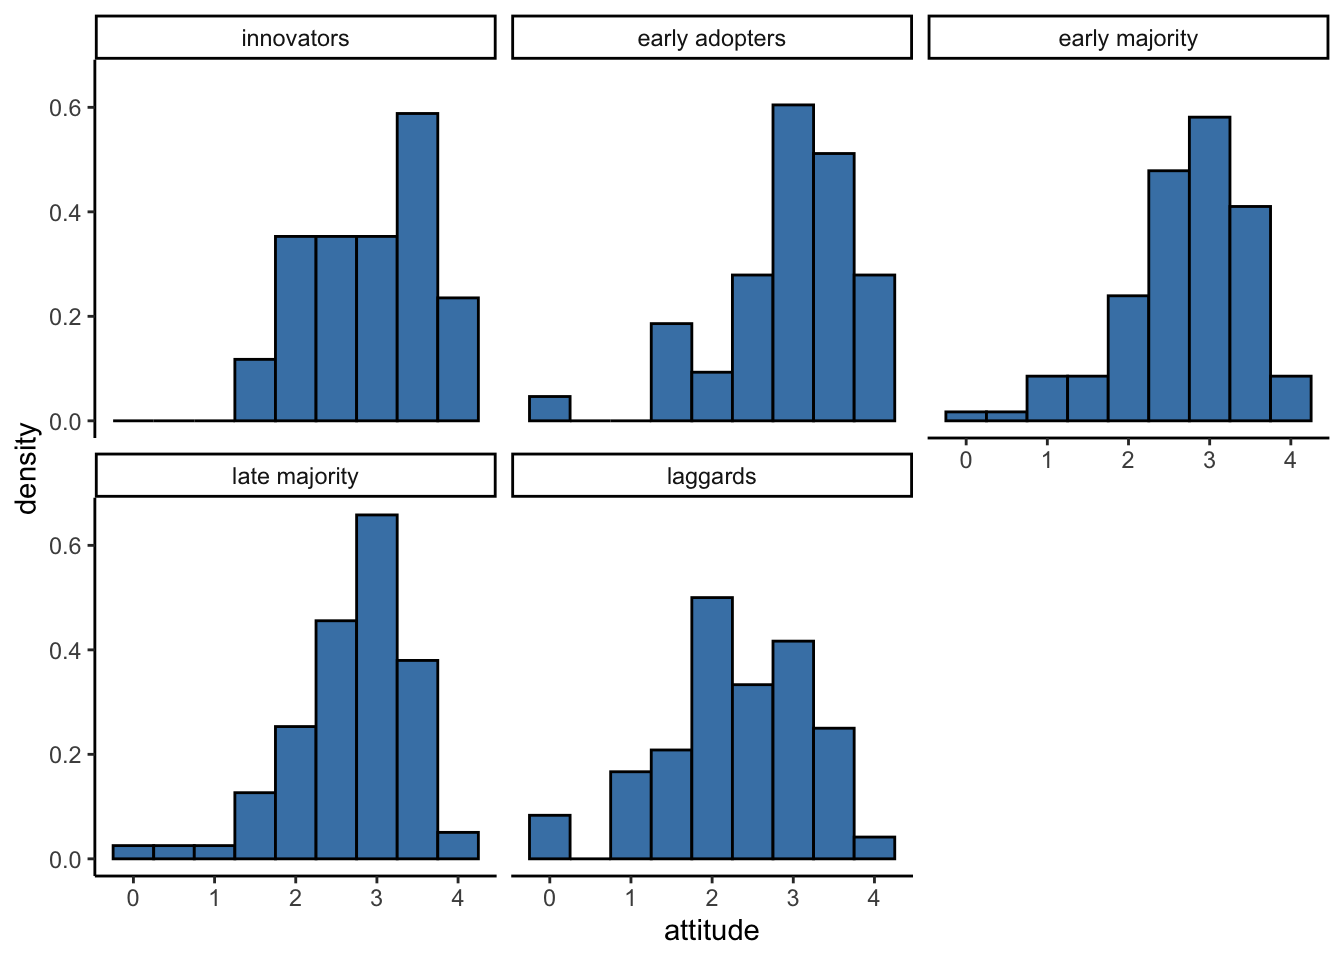 innovators
early adopters
early majority
0.6
0.4
0.2
0.0
0 1 2 3 4
density
late majority
laggards
0.6
0.4
0.2
0.0
0 1 2 3 4
0 1 2 3 4
attitude